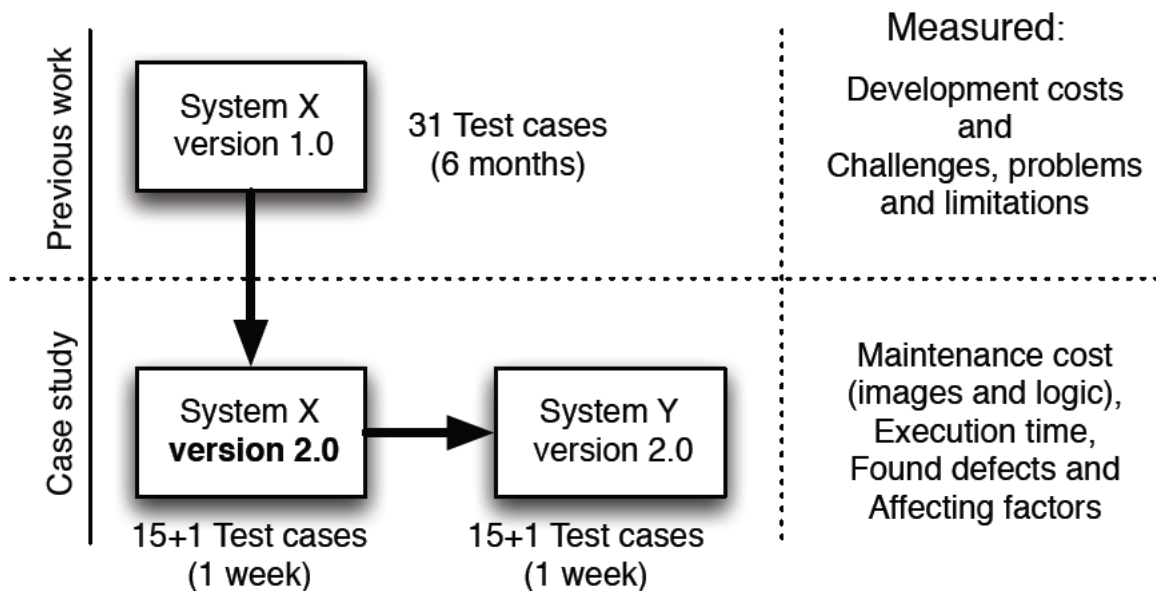 Previous work
System X
version 1.0
31 Test cases
(6 months)
Measured:
Development costs
and
Challenges, problems
and limitations
Case study
System X
version 2.0
15+1 Test cases
(1 week)
System Y
version 2.0
15+1 Test cases
(1 week)
Maintenance cost
(images and logic),
Execution time,
Found defects and
Affecting factors